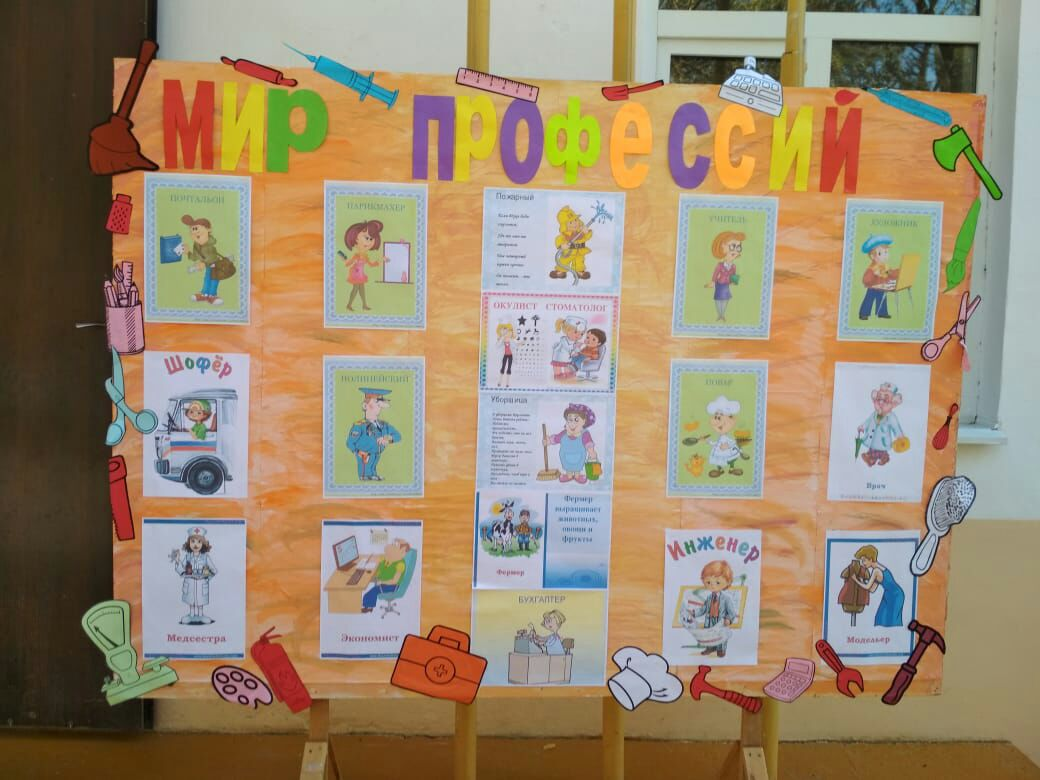 мир профессий
ПОЧТАЛЬОН
ПАРИКМАХЕР
Пожарный
УЧИТЕЛЬ
ХУДОЖНИК
ОКУЛИСТ СТОМАТОЛОГ
Шофёр
ПОЛИЦЕЙСКИЙ
Уборщица
ПОВАР
Врач
Фермер
выращивает
животных,
овощи и
фрукты
Фермер
Медсестра
Экономист
БУХГАЛТЕР
Инженер
Модельер